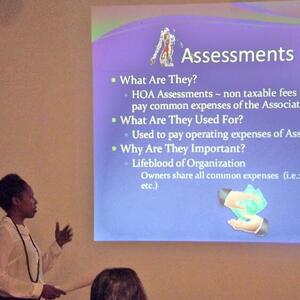 Assessments
What Are They?
HOA Assessments ~ non taxable fees
pay common expenses of the Associat
What Are They Used For?
Used to pay operating expenses of Ass
Why Are They Important?
Lifeblood of Organization
Owners share all common expenses (i.e.:
etc.)